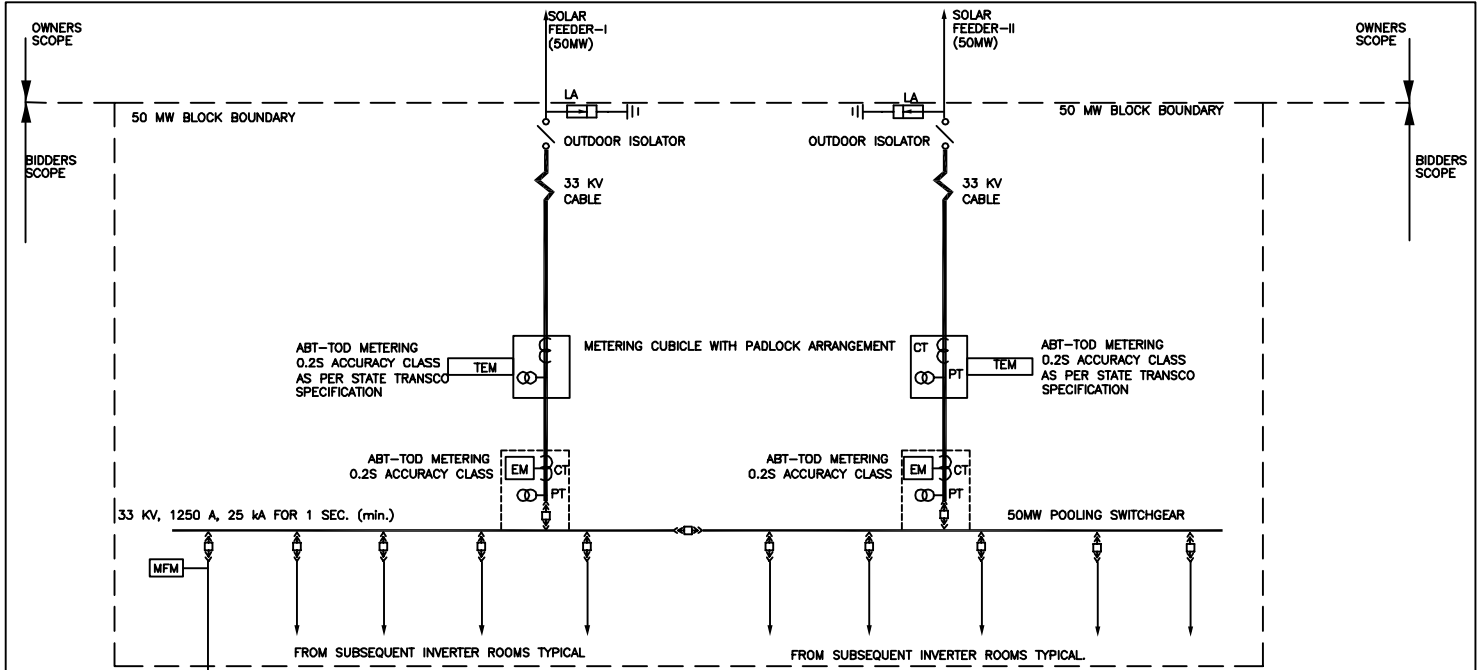 OWNERS
SCOPE
SOLAR
FEEDER-I
(50MW)
SOLAR
FEEDER-II
(50MW)
OWNERS
SCOPE
LA
LA
50 MW BLOCK BOUNDARY
50 MW BLOCK BOUNDARY
OUTDOOR ISOLATOR
OUTDOOR ISOLATOR
BIDDERS
SCOPE
BIDDERS
SCOPE
33 KV
CABLE
33 KV
CABLE
ABT-TOD METERING
0.2S ACCURACY CLASS
AS PER STATE TRANSCO
SPECIFICATION
TEM
METERING CUBICLE WITH PADLOCK ARRANGEMENT
CT
PT
TEM
ABT-TOD METERING
0.2S ACCURACY CLASS
AS PER STATE TRANSCO
SPECIFICATION
ABT-TOD METERING
0.2S ACCURACY CLASS
EM
CT
PT
ABT-TOD METERING
0.2S ACCURACY CLASS
EM
CT
PT
33 KV, 1250 A, 25 kA FOR 1 SEC. (min.)
50MW POOLING SWITCHGEAR
MFM
FROM SUBSEQUENT INVERTER ROOMS TYPICAL
FROM SUBSEQUENT INVERTER ROOMS TYPICAL.